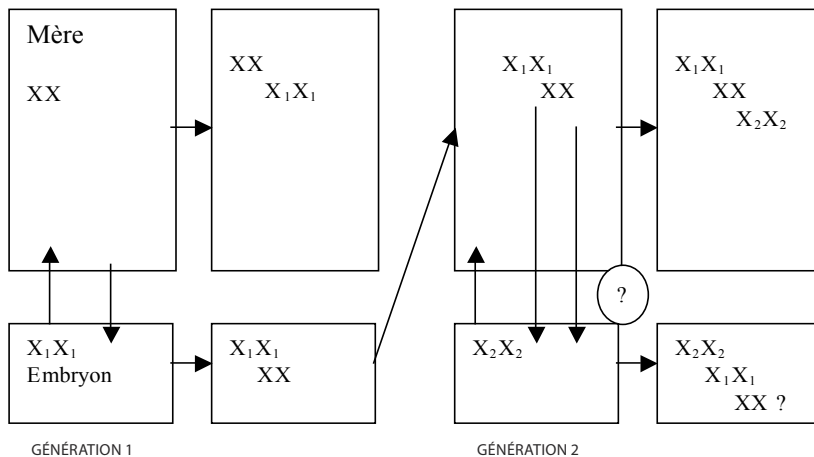 Mère
XX
XX
X₁X₁
X₁X₁
XX
X₁X₁
XX
X₂X₂
?
X₁X₁
Embryon
X₁X₁
XX
X₂X₂
X₂X₂
X₁X₁
XX ?
GÉNÉRATION 1
GÉNÉRATION 2